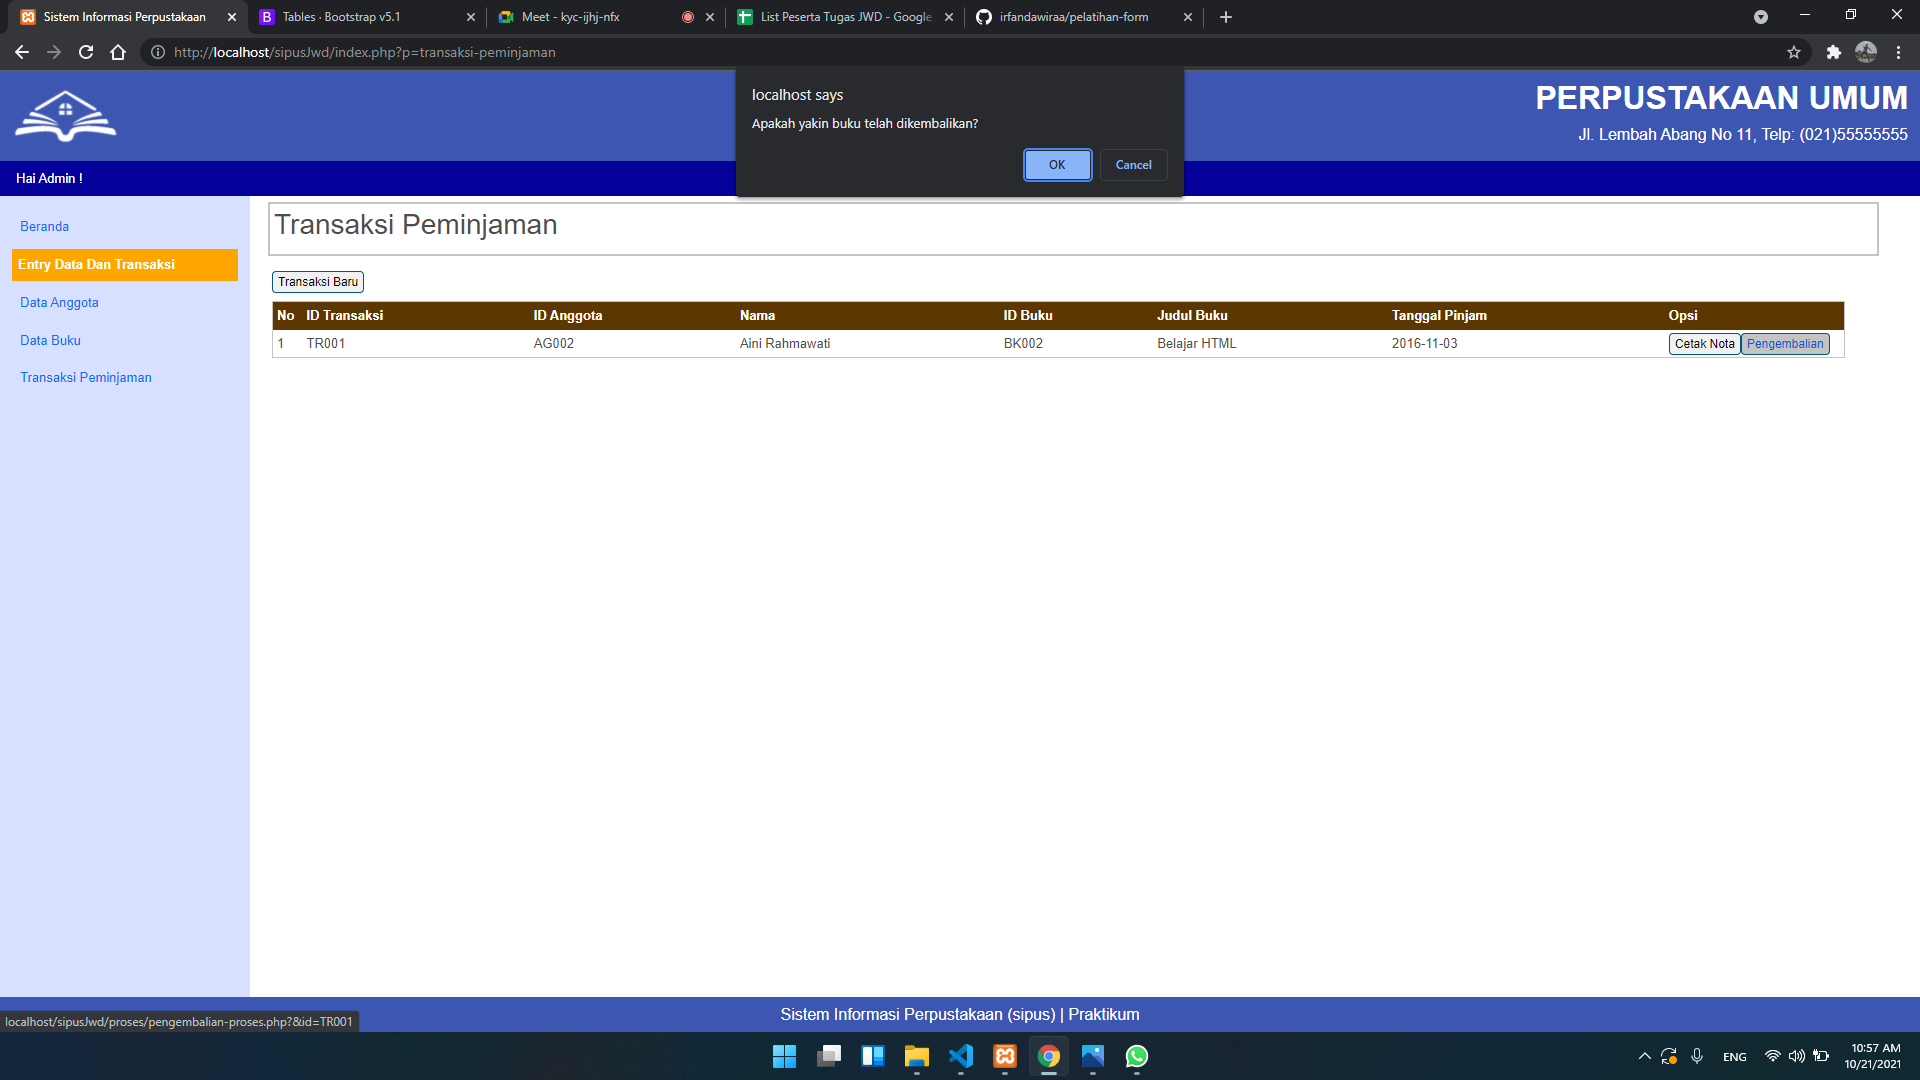 Sistem Informasi Perpustakaan
Tables · Bootstrap v5.1
Meet - kyc-ijhj-nfx
List Peserta Tugas JWD - Google
irfandawiraa/pelatihan-form
http://localhost/sipusJwd/index.php?p=transaksi-peminjaman
localhost says
Apakah yakin buku telah dikembalikan?
OK
Cancel
PERPUSTAKAAN UMUM
Jl. Lembah Abang No 11, Telp: (021)55555555
Hai Admin !
Beranda
Entry Data Dan Transaksi
Data Anggota
Data Buku
Transaksi Peminjaman
Transaksi Peminjaman
Transaksi Baru
No ID Transaksi ID Anggota Nama ID Buku Judul Buku Tanggal Pinjam Opsi
1 TR001 AG002 Aini Rahmawati BK002 Belajar HTML 2016-11-03 Cetak Nota Pengembalian
Sistem Informasi Perpustakaan (sipus) | Praktikum
localhost/sipusJwd/proses/pengembalian-proses.php?&id=TR001
ENG
10:57 AM
10/21/2021